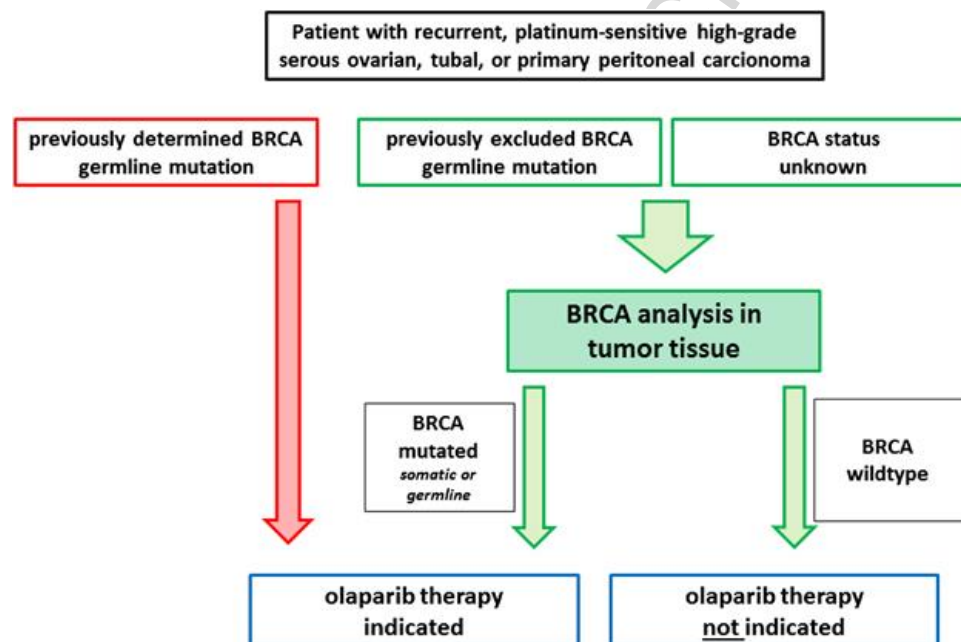 Patient with recurrent, platinum-sensitive high-grade
serous ovarian, tubal, or primary peritoneal carcionoma
previously determined BRCA
germline mutation
previously excluded BRCA
germline mutation
BRCA status
unknown
BRCA analysis in
tumor tissue
BRCA
mutated
somatic or
germline
BRCA
wildtype
olaparib therapy
indicated
olaparib therapy
not indicated